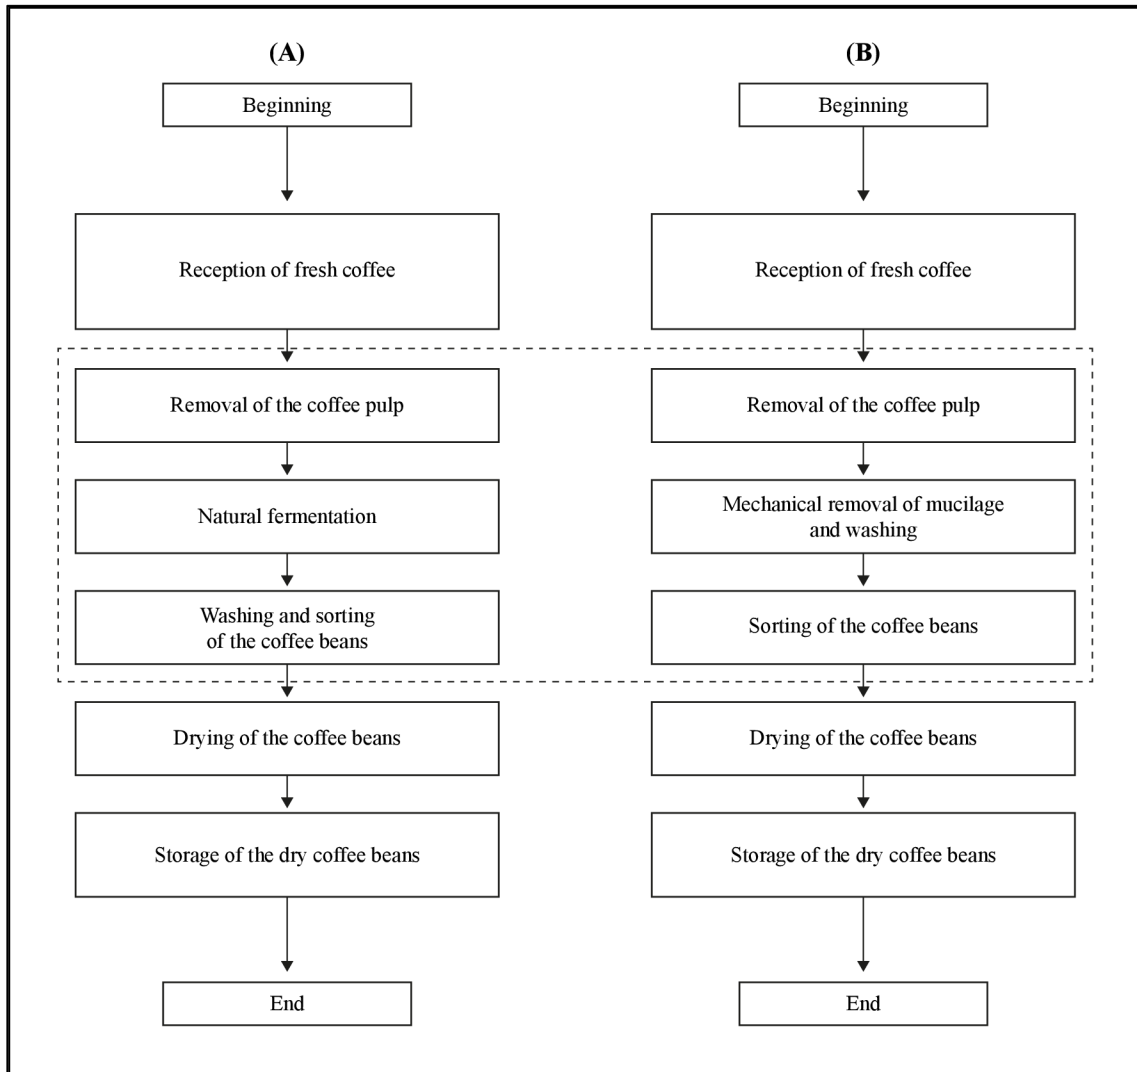 (A)
Beginning
Reception of fresh coffee
Removal of the coffee pulp
Natural fermentation
Washing and sorting
of the coffee beans
Drying of the coffee beans
Storage of the dry coffee beans
End
(B)
Beginning
Reception of fresh coffee
Removal of the coffee pulp
Mechanical removal of mucilage
and washing
Sorting of the coffee beans
Drying of the coffee beans
Storage of the dry coffee beans
End